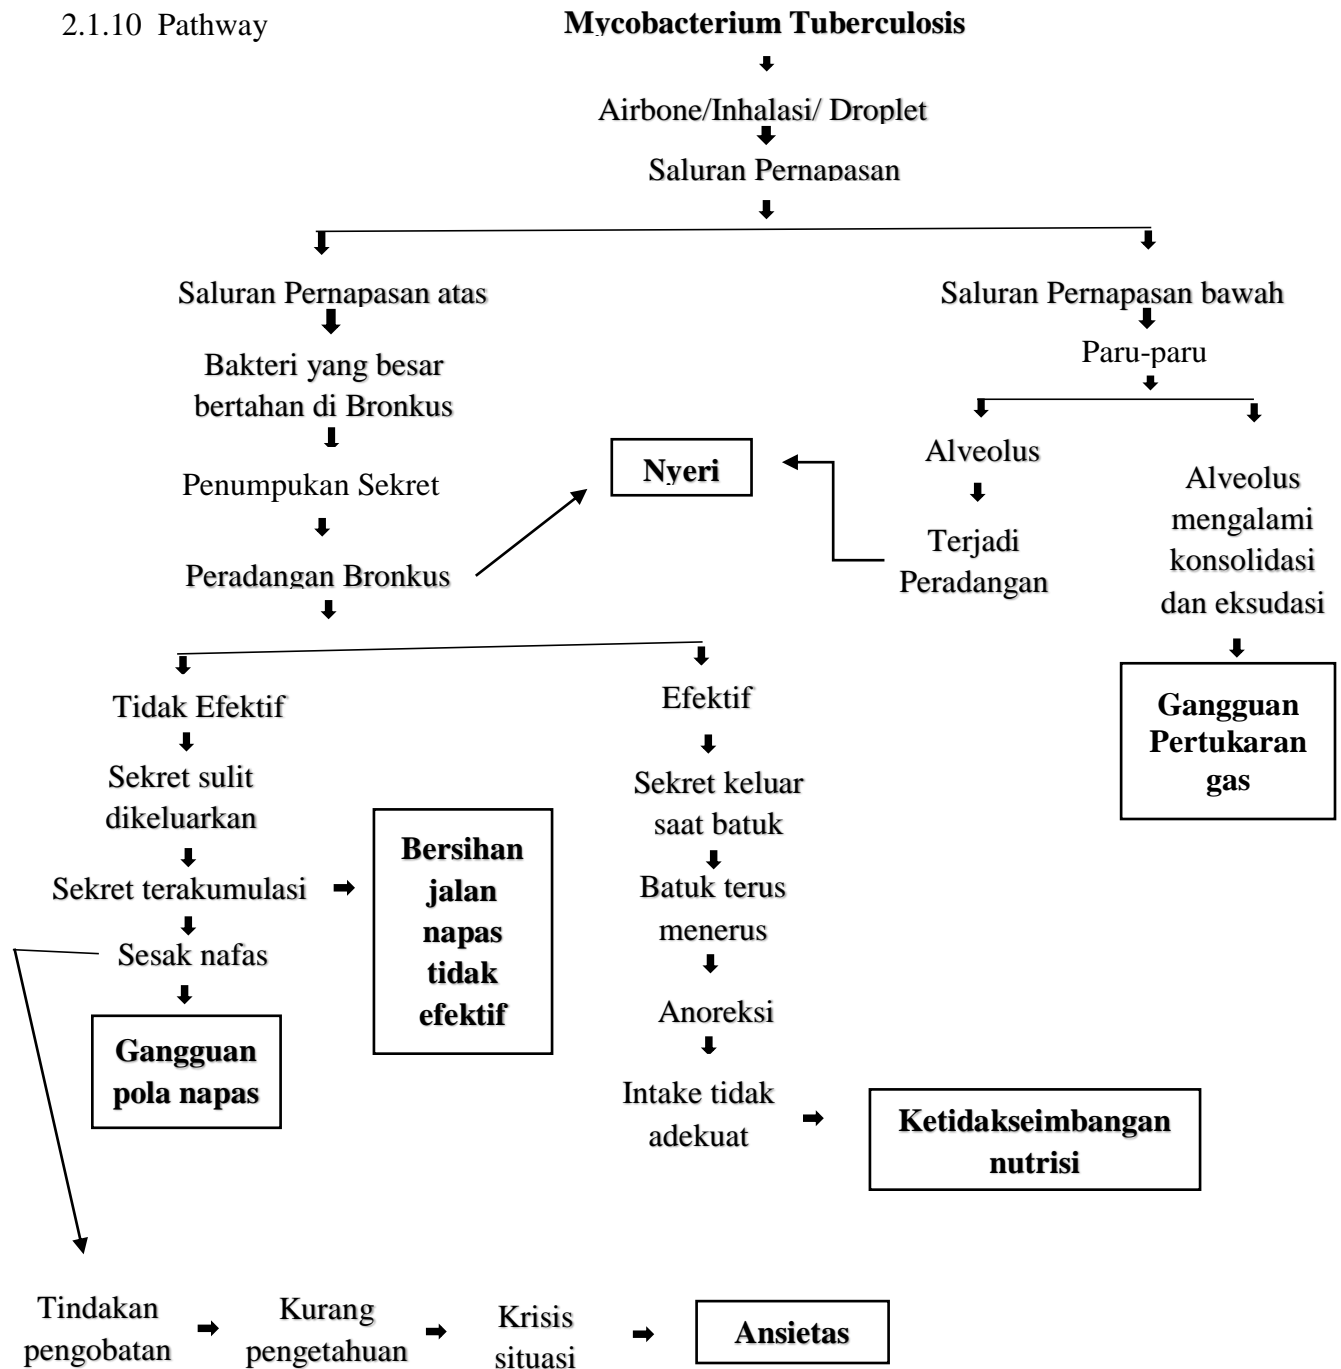 2.1.10 Pathway
Mycobacterium Tuberculosis
Airbone/Inhalasi/ Droplet
Saluran Pernapasan
Saluran Pernapasan atas
Saluran Pernapasan bawah
Bakteri yang besar
bertahan di Bronkus
Paru-paru
Penumpukan Sekret
Nyeri
Alveolus
Alveolus
mengalami
konsolidasi
dan eksudasi
Terjadi
Peradangan
Peradangan Bronkus
Tidak Efektif
Efektif
Gangguan
Pertukaran
gas
Sekret sulit
dikeluarkan
Sekret keluar
saat batuk
Sekret terakumulasi
Bersihan
jalan
napas
tidak
efektif
Batuk terus
menerus
Sesak nafas
Anoreksi
Gangguan
pola napas
Intake tidak
adekuat
Ketidakseimbangan
nutrisi
Tindakan
pengobatan
Kurang
pengetahuan
Krisis
situasi
Ansietas